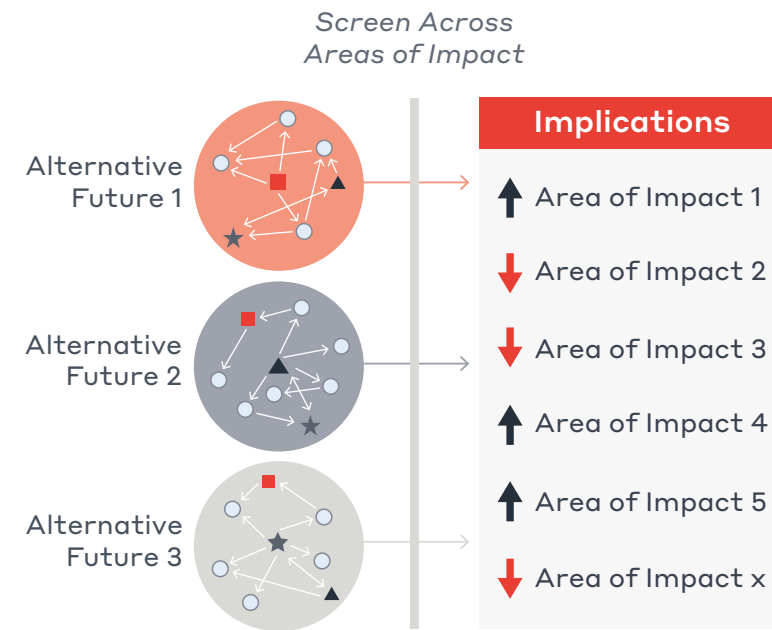 Screen Across
Areas of Impact
Alternative
Future 1
Alternative
Future 2
Alternative
Future 3
Implications
Area of Impact 1
Area of Impact 2
Area of Impact 3
Area of Impact 4
Area of Impact 5
Area of Impact x